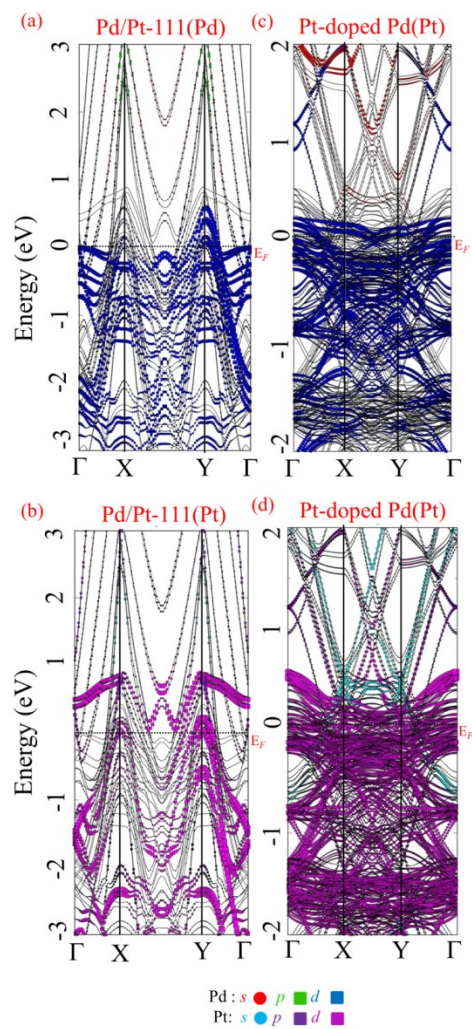 (a) Pd/Pt-111(Pd)
3
2
1
0
-1
-2
-3
Energy (eV)
E_F
Γ X Y Γ
(c) Pt-doped Pd(Pt)
2
1
0
-1
-2
E_F
Γ X Y Γ
(b) Pd/Pt-111(Pt)
3
2
1
0
-1
-2
-3
Energy (eV)
E_F
Γ X Y Γ
(d) Pt-doped Pd(Pt)
2
1
0
-1
-2
E_F
Γ X Y Γ
Pd : s p d
Pt: s p d